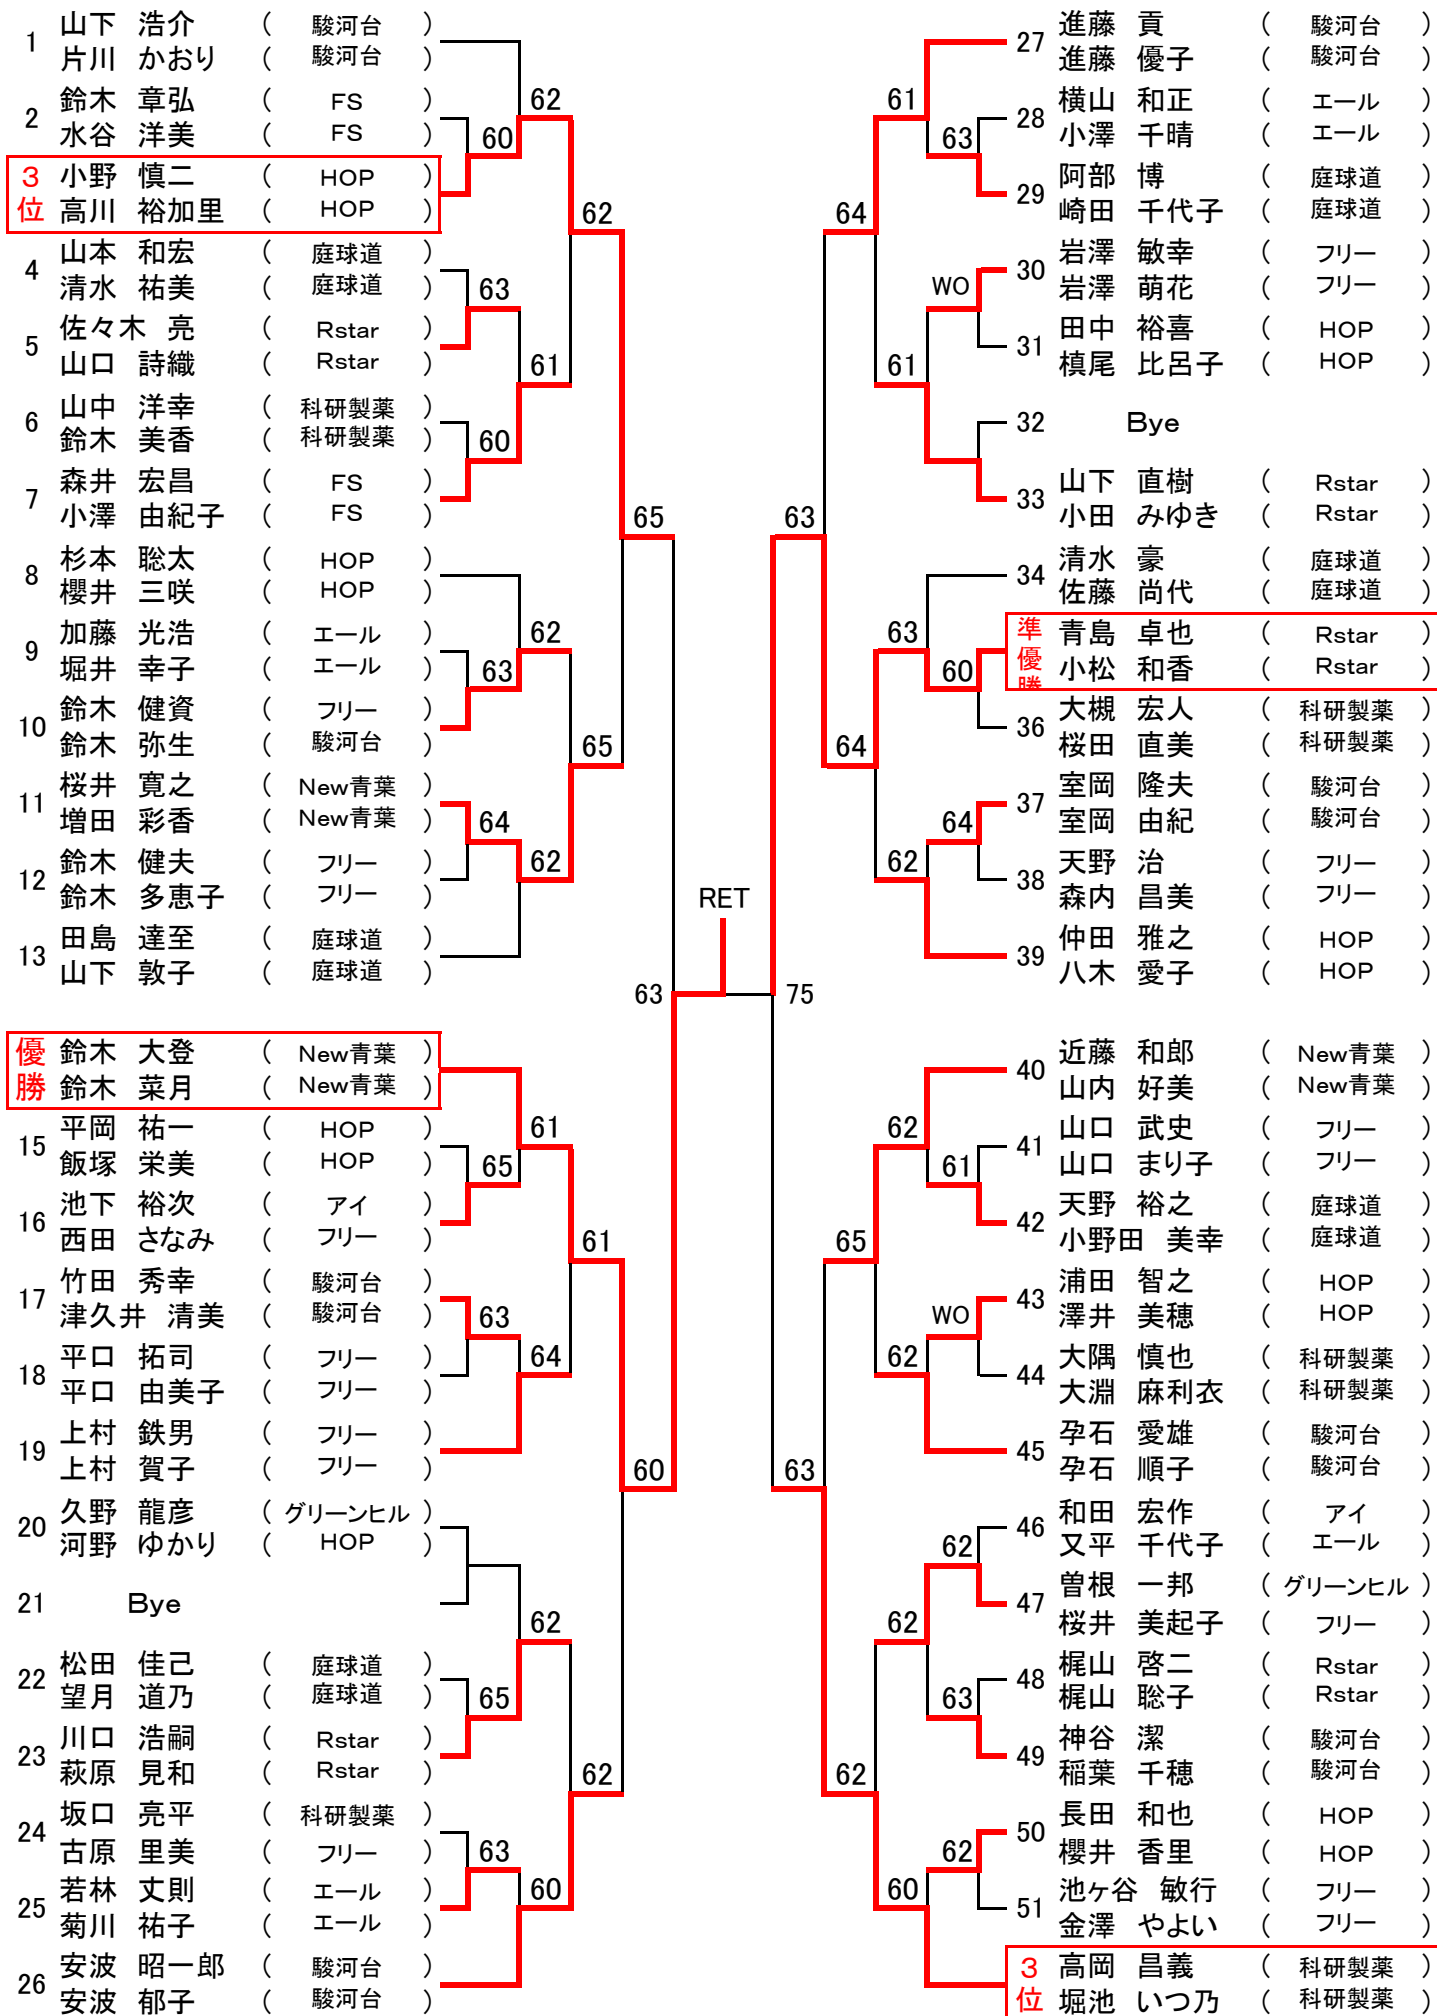 1 山下 浩介 ( 駿河台 )
片川 かおり ( 駿河台 )
2 鈴木 章弘 ( FS )
水谷 洋美 ( FS )
3位 小野 慎二 ( HOP )
高川 裕加里 ( HOP )
4 山本 和宏 ( 庭球道 )
清水 祐美 ( 庭球道 )
5 佐々木 亮 ( Rstar )
山口 詩織 ( Rstar )
6 山中 洋幸 ( 科研製薬 )
鈴木 美香 ( 科研製薬 )
7 森井 宏昌 ( FS )
小澤 由紀子 ( FS )
8 杉本 聡太 ( HOP )
櫻井 三咲 ( HOP )
9 加藤 光浩 ( エール )
堀井 幸子 ( エール )
10 鈴木 健資 ( フリー )
鈴木 弥生 ( 駿河台 )
11 桜井 寛之 ( New青葉 )
増田 彩香 ( New青葉 )
12 鈴木 健夫 ( フリー )
鈴木 多恵子 ( フリー )
13 田島 達至 ( 庭球道 )
山下 敦子 ( 庭球道 )
優勝 鈴木 大登 ( New青葉 )
鈴木 菜月 ( New青葉 )
15 平岡 祐一 ( HOP )
飯塚 栄美 ( HOP )
16 池下 裕次 ( アイ )
西田 さなみ ( フリー )
17 竹田 秀幸 ( 駿河台 )
津久井 清美 ( 駿河台 )
18 平口 拓司 ( フリー )
平口 由美子 ( フリー )
19 上村 鉄男 ( フリー )
上村 賀子 ( フリー )
20 久野 龍彦 ( グリーンヒル )
河野 ゆかり ( HOP )
21 Bye
22 松田 佳己 ( 庭球道 )
望月 道乃 ( 庭球道 )
23 川口 浩嗣 ( Rstar )
萩原 見和 ( Rstar )
24 坂口 亮平 ( 科研製薬 )
古原 里美 ( フリー )
25 若林 丈則 ( エール )
菊川 祐子 ( エール )
26 安波 昭一郎 ( 駿河台 )
安波 郁子 ( 駿河台 )
62
60
62
63
61
60
65
62
63
65
64
62
63
61
65
61
63
64
60
62
65
62
63
60
RET
75
61
63
64
WO
61
63
63
60
64
64
62
62
61
65
WO
62
63
62
62
63
62
62
60
27 進藤 貢 ( 駿河台 )
進藤 優子 ( 駿河台 )
28 横山 和正 ( エール )
小澤 千晴 ( エール )
29 阿部 博 ( 庭球道 )
崎田 千代子 ( 庭球道 )
30 岩澤 敏幸 ( フリー )
岩澤 萌花 ( フリー )
31 田中 裕喜 ( HOP )
槙尾 比呂子 ( HOP )
32 Bye
33 山下 直樹 ( Rstar )
小田 みゆき ( Rstar )
34 清水 豪 ( 庭球道 )
佐藤 尚代 ( 庭球道 )
準優勝 青島 卓也 ( Rstar )
小松 和香 ( Rstar )
36 大槻 宏人 ( 科研製薬 )
桜田 直美 ( 科研製薬 )
37 室岡 隆夫 ( 駿河台 )
室岡 由紀 ( 駿河台 )
38 天野 治 ( フリー )
森内 昌美 ( フリー )
39 仲田 雅之 ( HOP )
八木 愛子 ( HOP )
40 近藤 和郎 ( New青葉 )
山内 好美 ( New青葉 )
41 山口 武史 ( フリー )
山口 まり子 ( フリー )
42 天野 裕之 ( 庭球道 )
小野田 美幸 ( 庭球道 )
43 浦田 智之 ( HOP )
澤井 美穂 ( HOP )
44 大隅 慎也 ( 科研製薬 )
大淵 麻利衣 ( 科研製薬 )
45 孕石 愛雄 ( 駿河台 )
孕石 順子 ( 駿河台 )
46 和田 宏作 ( アイ )
又平 千代子 ( エール )
47 曽根 一邦 ( グリーンヒル )
桜井 美起子 ( フリー )
48 梶山 啓二 ( Rstar )
梶山 聡子 ( Rstar )
49 神谷 潔 ( 駿河台 )
稲葉 千穂 ( 駿河台 )
50 長田 和也 ( HOP )
櫻井 香里 ( HOP )
51 池ヶ谷 敏行 ( フリー )
金澤 やよい ( フリー )
3位 高岡 昌義 ( 科研製薬 )
堀池 いつ乃 ( 科研製薬 )